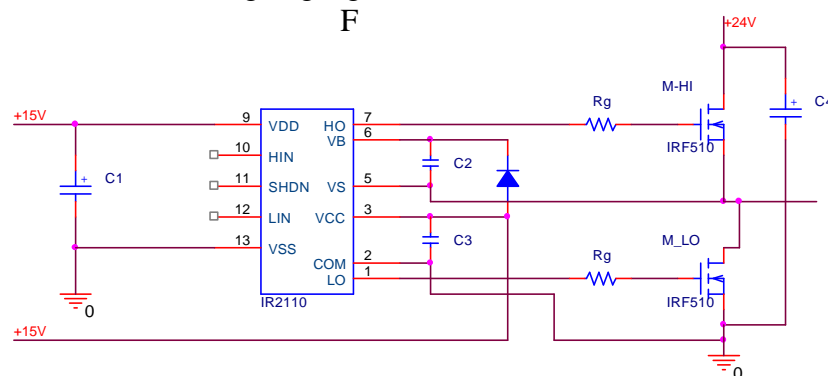 F
+24V
M-HI
C4
+15V
9
VDD
HO
7
Rg
VB
6
10
HIN
IRF510
C1
C2
11
SHDN
VS
5
12
LIN
VCC
3
13
VSS
C3
Rg
M_LO
COM
2
LO
1
IR2110
IRF510
0
+15V
0